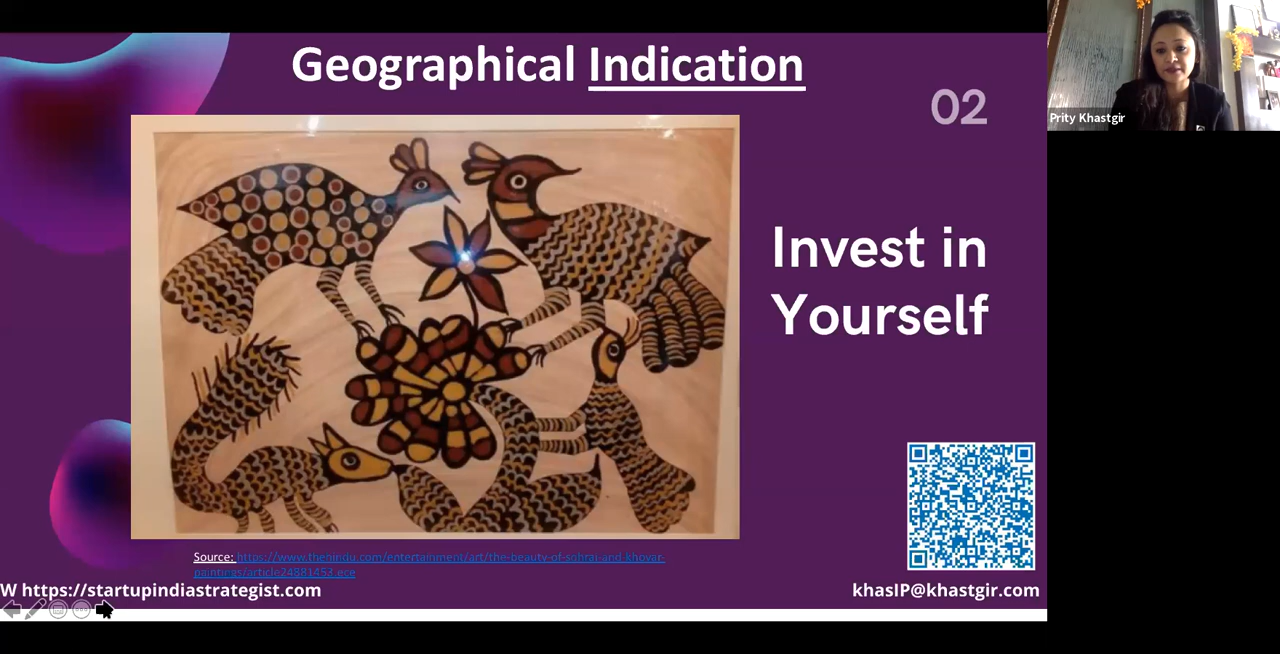 Geographical Indication
02
Prity Khastgir
Invest in
Yourself
Source: https://www.thehindu.com/entertainment/art/the-beauty-of-sohrai-and-khovar-
paintings/article24881453.ece
W https://startupindiastrategist.com
khasIP@khastgir.com